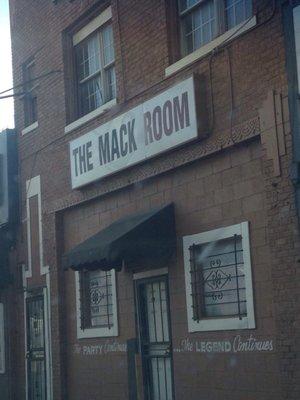 THE MACK ROOM
The PARTY Continues
...The LEGEND Continues...